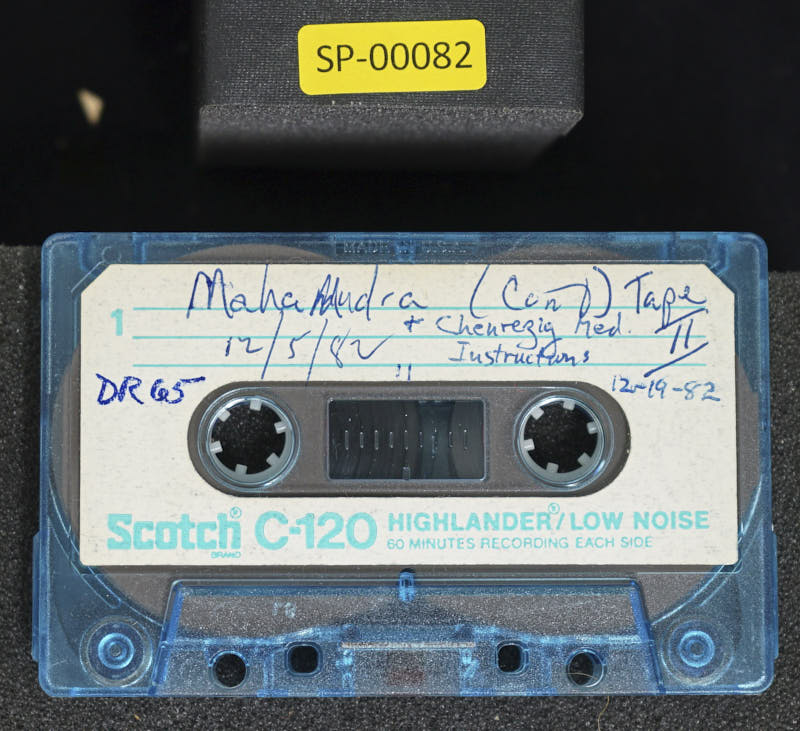 SP-00082
MADE IN U.S.A.
1
MahaMudra (Cont) Tape II
12/5/82 + Chenrezig Med.
Instructions
DR 65
12-19-82
Scotch® C-120 HIGHLANDER®/LOW NOISE
BRAND
60 MINUTES RECORDING EACH SIDE